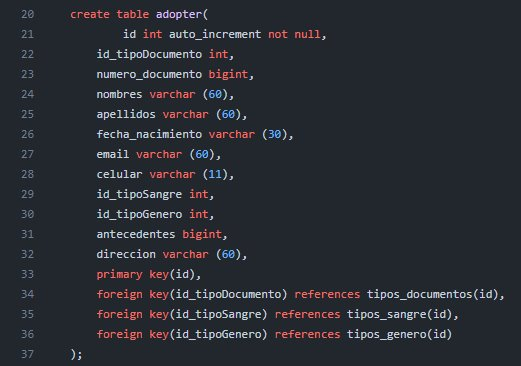 20 create table adopter(
21 id int auto_increment not null,
22 id_tipoDocumento int,
23 numero_documento bigint,
24 nombres varchar (60),
25 apellidos varchar (60),
26 fecha_nacimiento varchar (30),
27 email varchar (60),
28 celular varchar (11),
29 id_tipoSangre int,
30 id_tipoGenero int,
31 antecedentes bigint,
32 direccion varchar (60),
33 primary key(id),
34 foreign key(id_tipoDocumento) references tipos_documentos(id),
35 foreign key(id_tipoSangre) references tipos_sangre(id),
36 foreign key(id_tipoGenero) references tipos_genero(id)
37 );